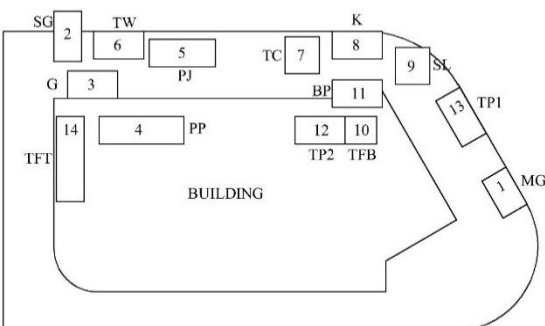 SG
2
TW
6
5
PJ
TC
7
K
8
9
SL
G
3
BP
11
13
TP1
14
TFT
4
PP
12
10
TP2
TFB
1
MG
BUILDING